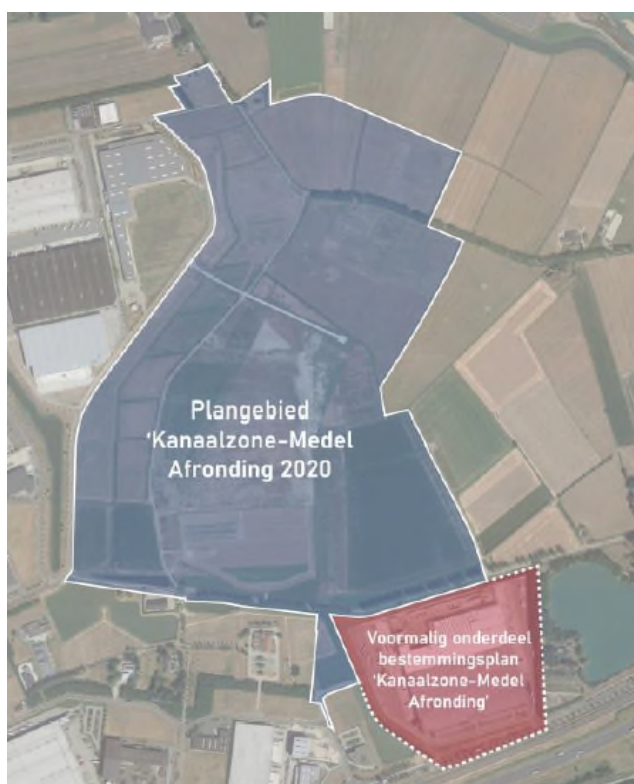 Plangebied
'Kanaalzone-Medel
Afronding 2020
Voormalig onderdeel
bestemmingsplan
'Kanaalzone-Medel
Afronding'